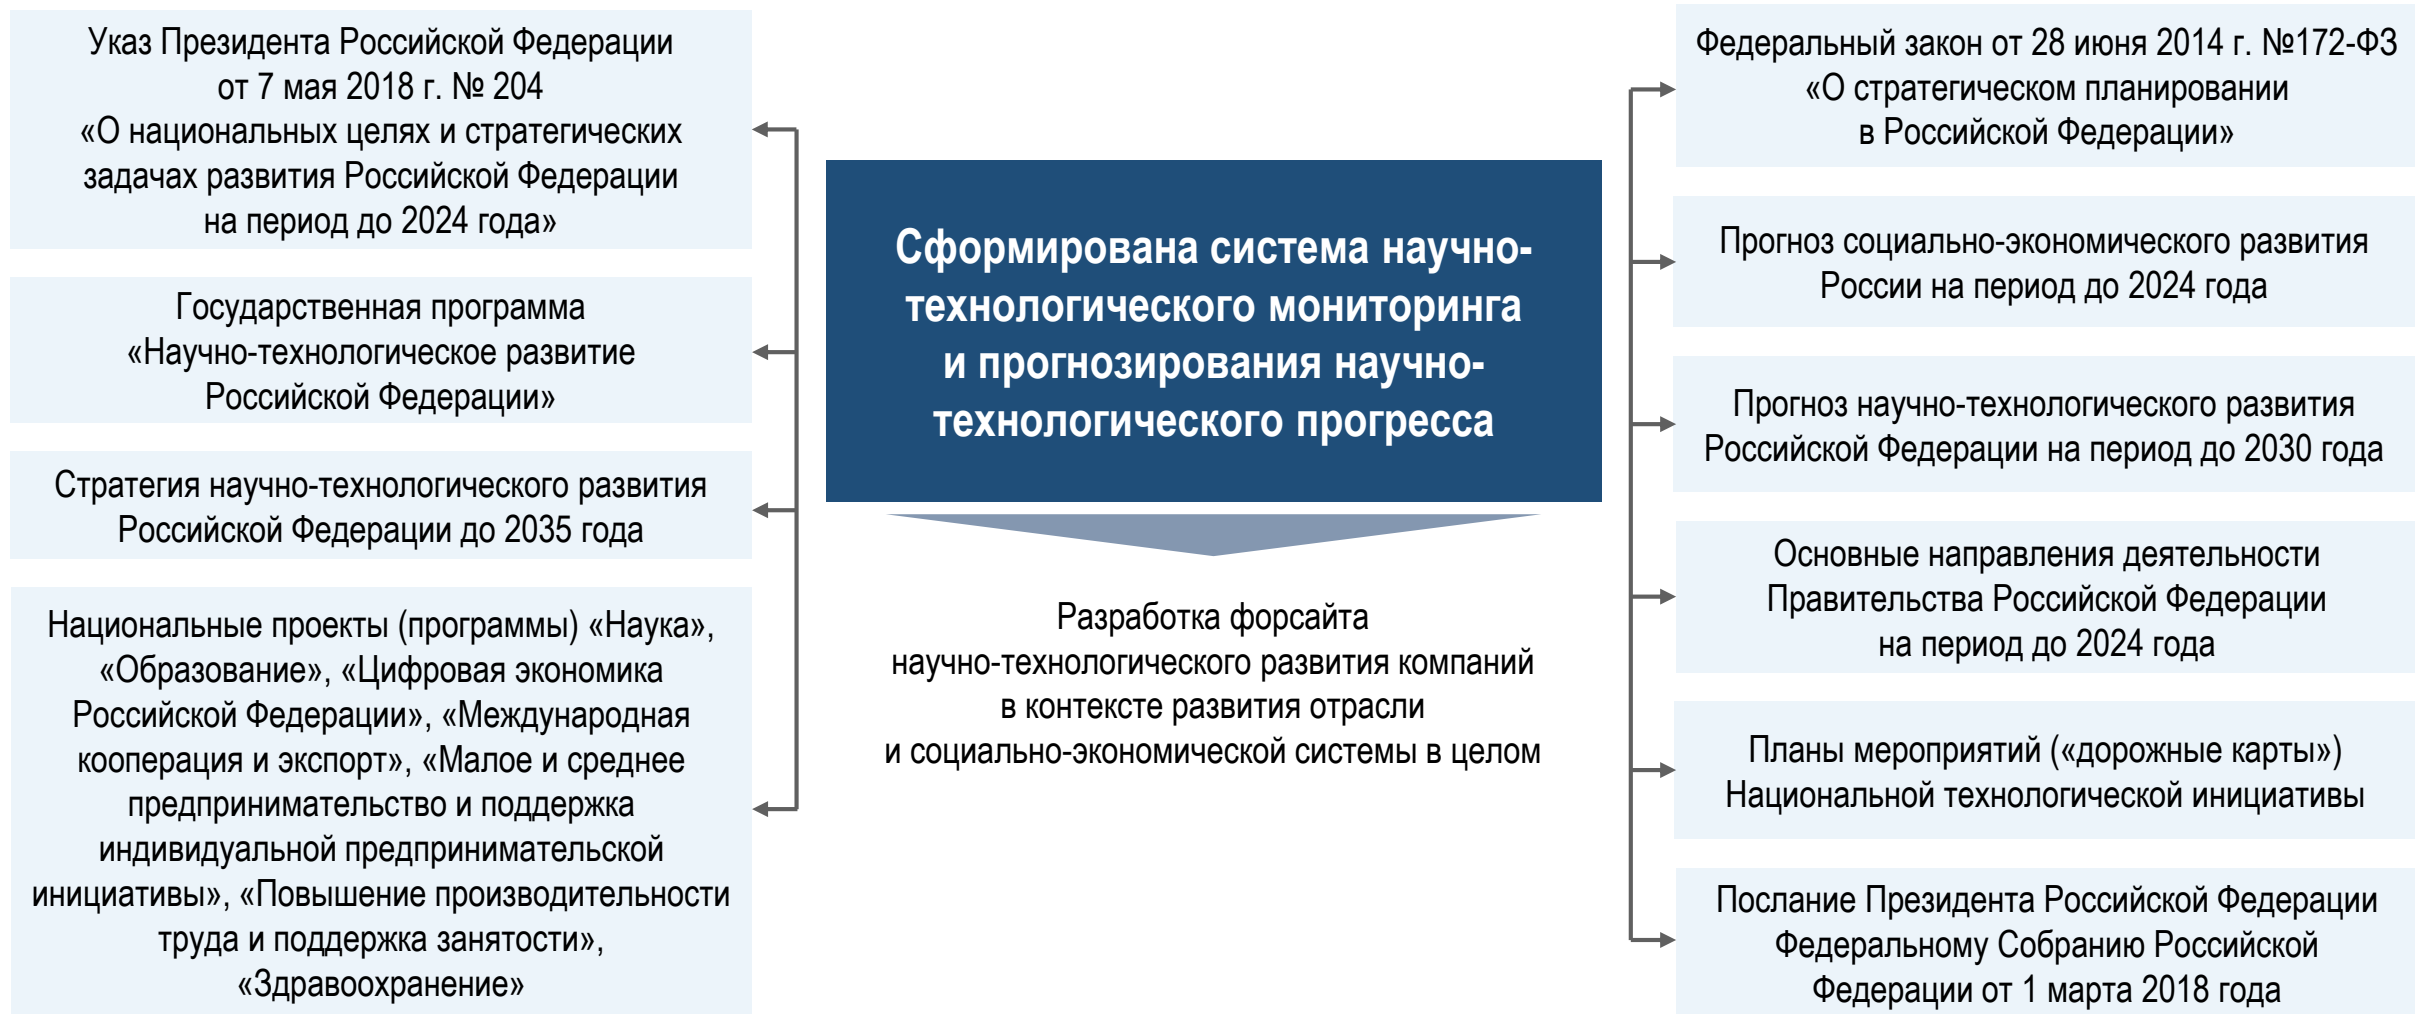 Указ Президента Российской Федерации
от 7 мая 2018 г. № 204
«О национальных целях и стратегических
задачах развития Российской Федерации
на период до 2024 года»
Государственная программа
«Научно-технологическое развитие
Российской Федерации»
Стратегия научно-технологического развития
Российской Федерации до 2035 года
Национальные проекты (программы) «Наука»,
«Образование», «Цифровая экономика
Российской Федерации», «Международная
кооперация и экспорт», «Малое и среднее
предпринимательство и поддержка
индивидуальной предпринимательской
инициативы», «Повышение производительности
труда и поддержка занятости»,
«Здравоохранение»
Сформирована система научно-
технологического мониторинга
и прогнозирования научно-
технологического прогресса
Разработка форсайта
научно-технологического развития компаний
в контексте развития отрасли
и социально-экономической системы в целом
Федеральный закон от 28 июня 2014 г. №172-ФЗ
«О стратегическом планировании
в Российской Федерации»
Прогноз социально-экономического развития
России на период до 2024 года
Прогноз научно-технологического развития
Российской Федерации на период до 2030 года
Основные направления деятельности
Правительства Российской Федерации
на период до 2024 года
Планы мероприятий («дорожные карты»)
Национальной технологической инициативы
Послание Президента Российской Федерации
Федеральному Собранию Российской
Федерации от 1 марта 2018 года